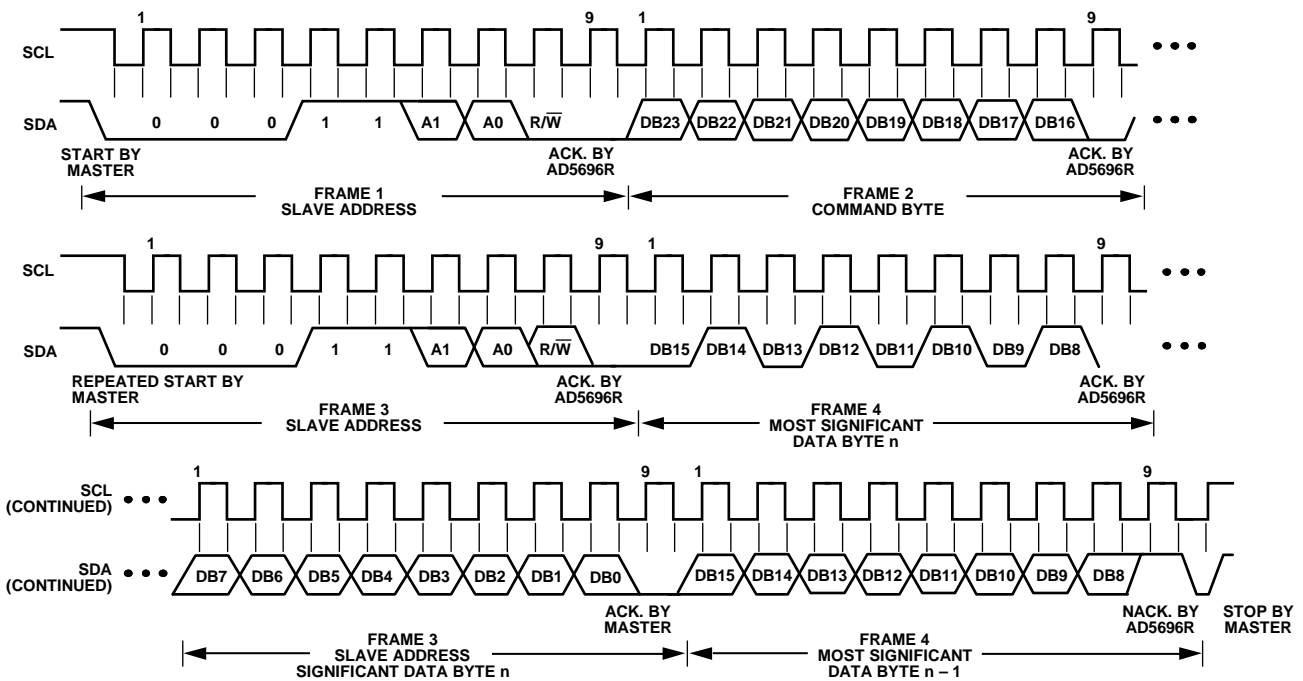 1 9 1 9
SCL
SDA 0 0 0 1 1 A1 A0 R/W̅ DB23 DB22 DB21 DB20 DB19 DB18 DB17 DB16
START BY
MASTER
ACK. BY
AD5696R
ACK. BY
AD5696R
FRAME 1
SLAVE ADDRESS
FRAME 2
COMMAND BYTE
1 9 1 9
SCL
SDA 0 0 0 1 1 A1 A0 R/W̅ DB15 DB14 DB13 DB12 DB11 DB10 DB9 DB8
REPEATED START BY
MASTER
ACK. BY
AD5696R
ACK. BY
AD5696R
FRAME 3
SLAVE ADDRESS
FRAME 4
MOST SIGNIFICANT
DATA BYTE n
1 9 1 9
SCL
(CONTINUED)
SDA
(CONTINUED)
DB7 DB6 DB5 DB4 DB3 DB2 DB1 DB0 DB15 DB14 DB13 DB12 DB11 DB10 DB9 DB8
ACK. BY
MASTER
NACK. BY
AD5696R
STOP BY
MASTER
FRAME 3
SLAVE ADDRESS
SIGNIFICANT DATA BYTE n
FRAME 4
MOST SIGNIFICANT
DATA BYTE n – 1